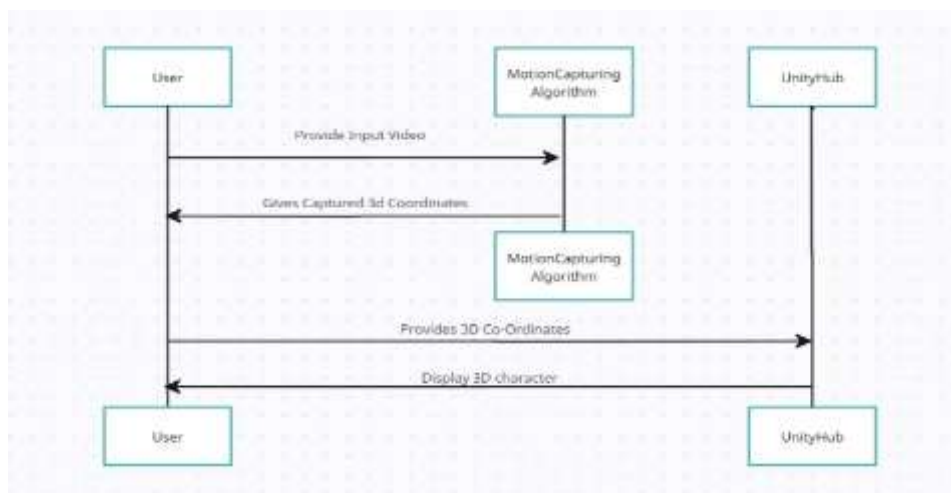 User
MotionCapturing
Algorithm
UnityHub
Provide Input Video
Gives Captured 3d Coordinates
MotionCapturing
Algorithm
Provides 3D Co-Ordinates
Display 3D character
User
UnityHub